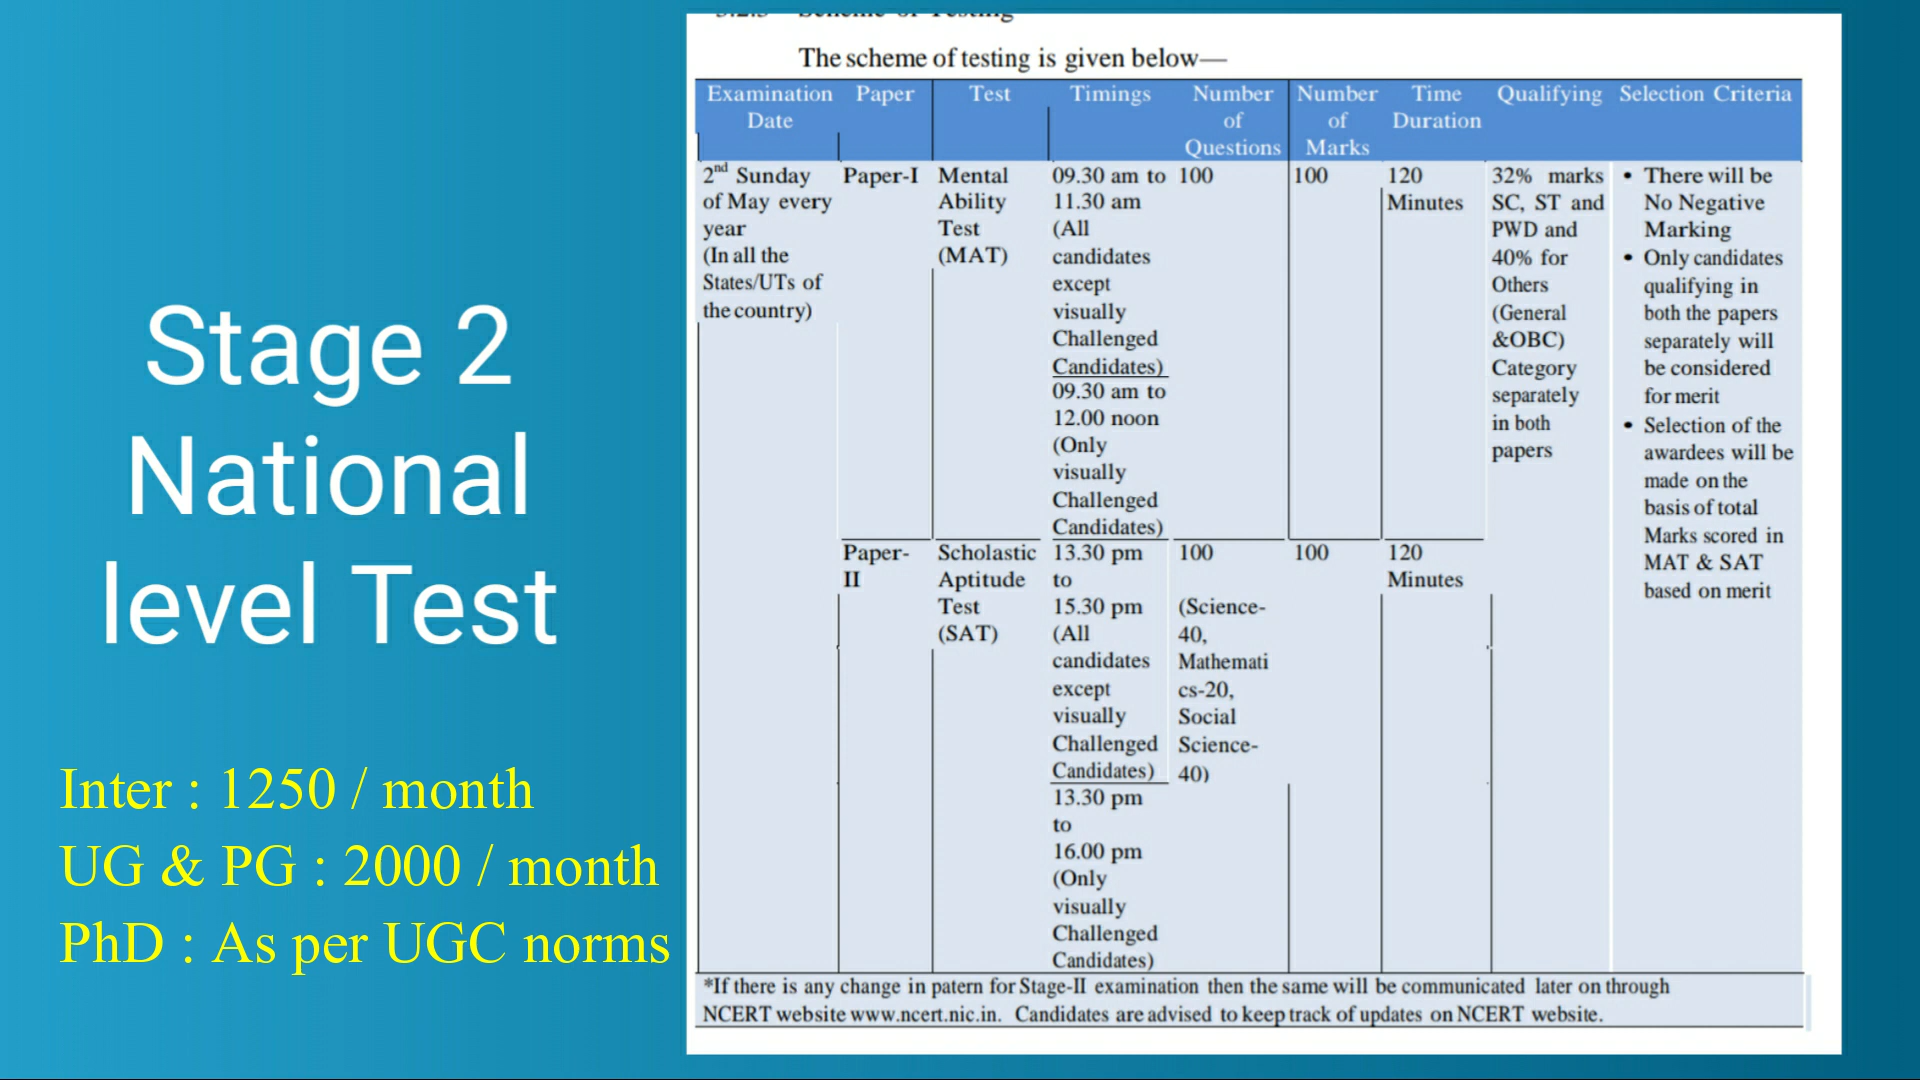 Stage 2
National
level Test
Inter : 1250 / month
UG & PG : 2000 / month
PhD : As per UGC norms
3.2.3 Scheme of Testing
The scheme of testing is given below—
Examination
Date
Paper
Test
Timings
Number
of
Questions
Number
of
Marks
Time
Duration
Qualifying
Selection Criteria
2nd Sunday
of May every
year
(In all the
States/UTs of
the country)
Paper-I
Mental
Ability
Test
(MAT)
09.30 am to
11.30 am
(All
candidates
except
visually
Challenged
Candidates)
09.30 am to
12.00 noon
(Only
visually
Challenged
Candidates)
100
100
120
Minutes
32% marks
SC, ST and
PWD and
40% for
Others
(General
&OBC)
Category
separately
in both
papers
• There will be
No Negative
Marking
• Only candidates
qualifying in
both the papers
separately will
be considered
for merit
• Selection of the
awardees will be
made on the
basis of total
Marks scored in
MAT & SAT
based on merit
Paper-
II
Scholastic
Aptitude
Test
(SAT)
13.30 pm
to
15.30 pm
(All
candidates
except
visually
Challenged
Candidates)
13.30 pm
to
16.00 pm
(Only
visually
Challenged
Candidates)
100
(Science-
40,
Mathemati
cs-20,
Social
Science-
40)
100
120
Minutes
*If there is any change in patern for Stage-II examination then the same will be communicated later on through
NCERT website www.ncert.nic.in. Candidates are advised to keep track of updates on NCERT website.